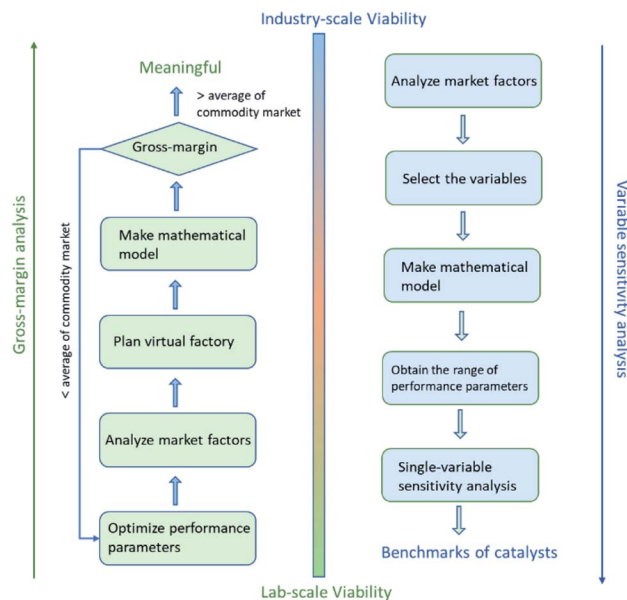 Industry-scale Viability
Gross-margin analysis
Meaningful
> average of
commodity market
Gross-margin
< average of commodity market
Make mathematical
model
Plan virtual factory
Analyze market factors
Optimize performance
parameters
Analyze market factors
Select the variables
Make mathematical
model
Obtain the range of
performance parameters
Single-variable
sensitivity analysis
Benchmarks of catalysts
Variable sensitivity analysis
Lab-scale Viability